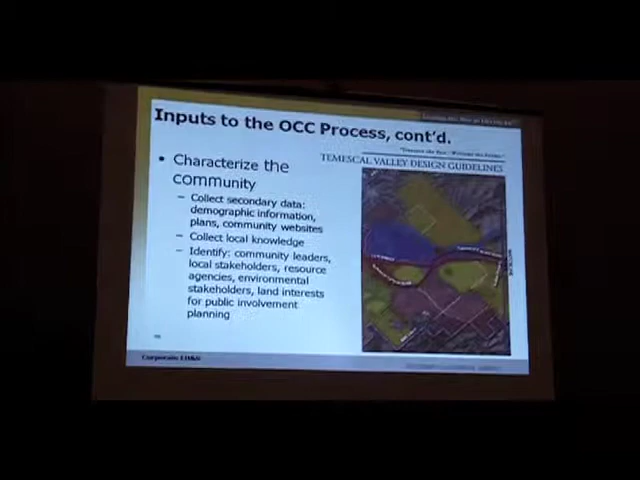 Inputs to the OCC Process, cont'd.
TEMESCAL VALLEY DESIGN GUIDELINES
• Characterize the
community
– Collect secondary data:
demographic information,
plans, community websites
– Collect local knowledge
– Identify: community leaders,
local stakeholders, resource
agencies, environmental
stakeholders, land interests
for public involvement
planning